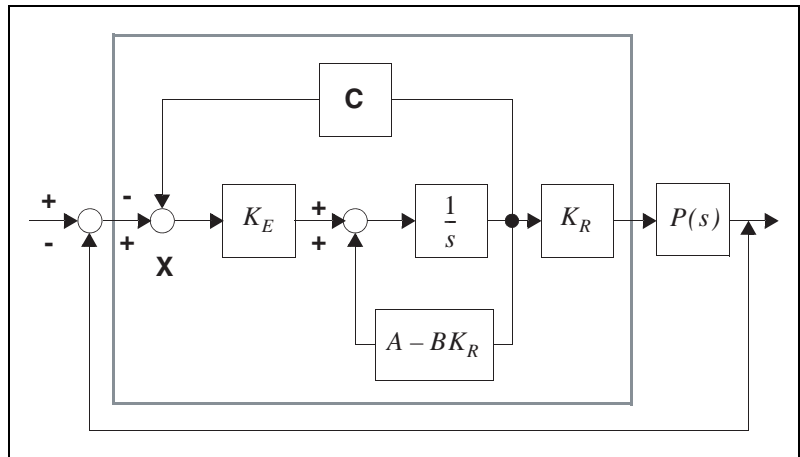 C
+
-
K_E
+
1
s
K_R
P(s)
-
+
+
X
A – BK_R